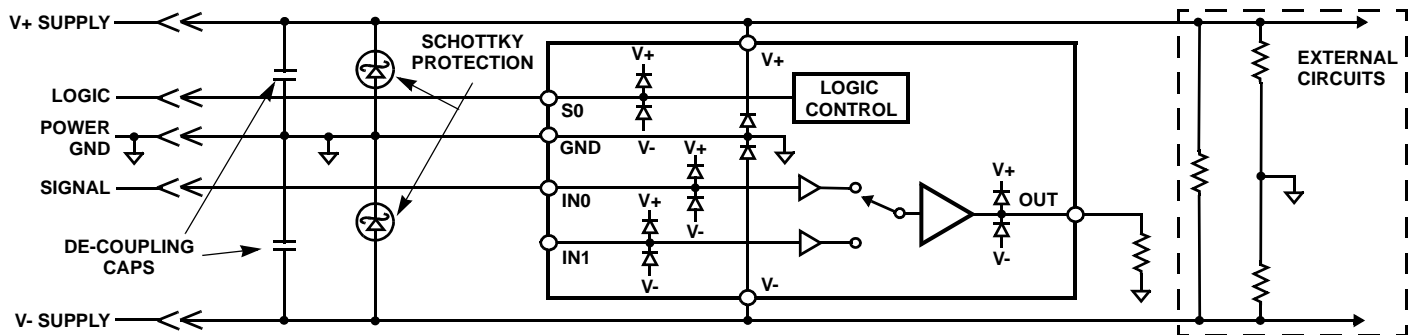 V+ SUPPLY
LOGIC
POWER
GND
SIGNAL
DE-COUPLING
CAPS
V- SUPPLY
SCHOTTKY
PROTECTION
V+
V+
S0
V-
LOGIC
CONTROL
GND
V+
IN0
V-
V+
IN1
V-
V+
OUT
V-
V-
EXTERNAL
CIRCUITS